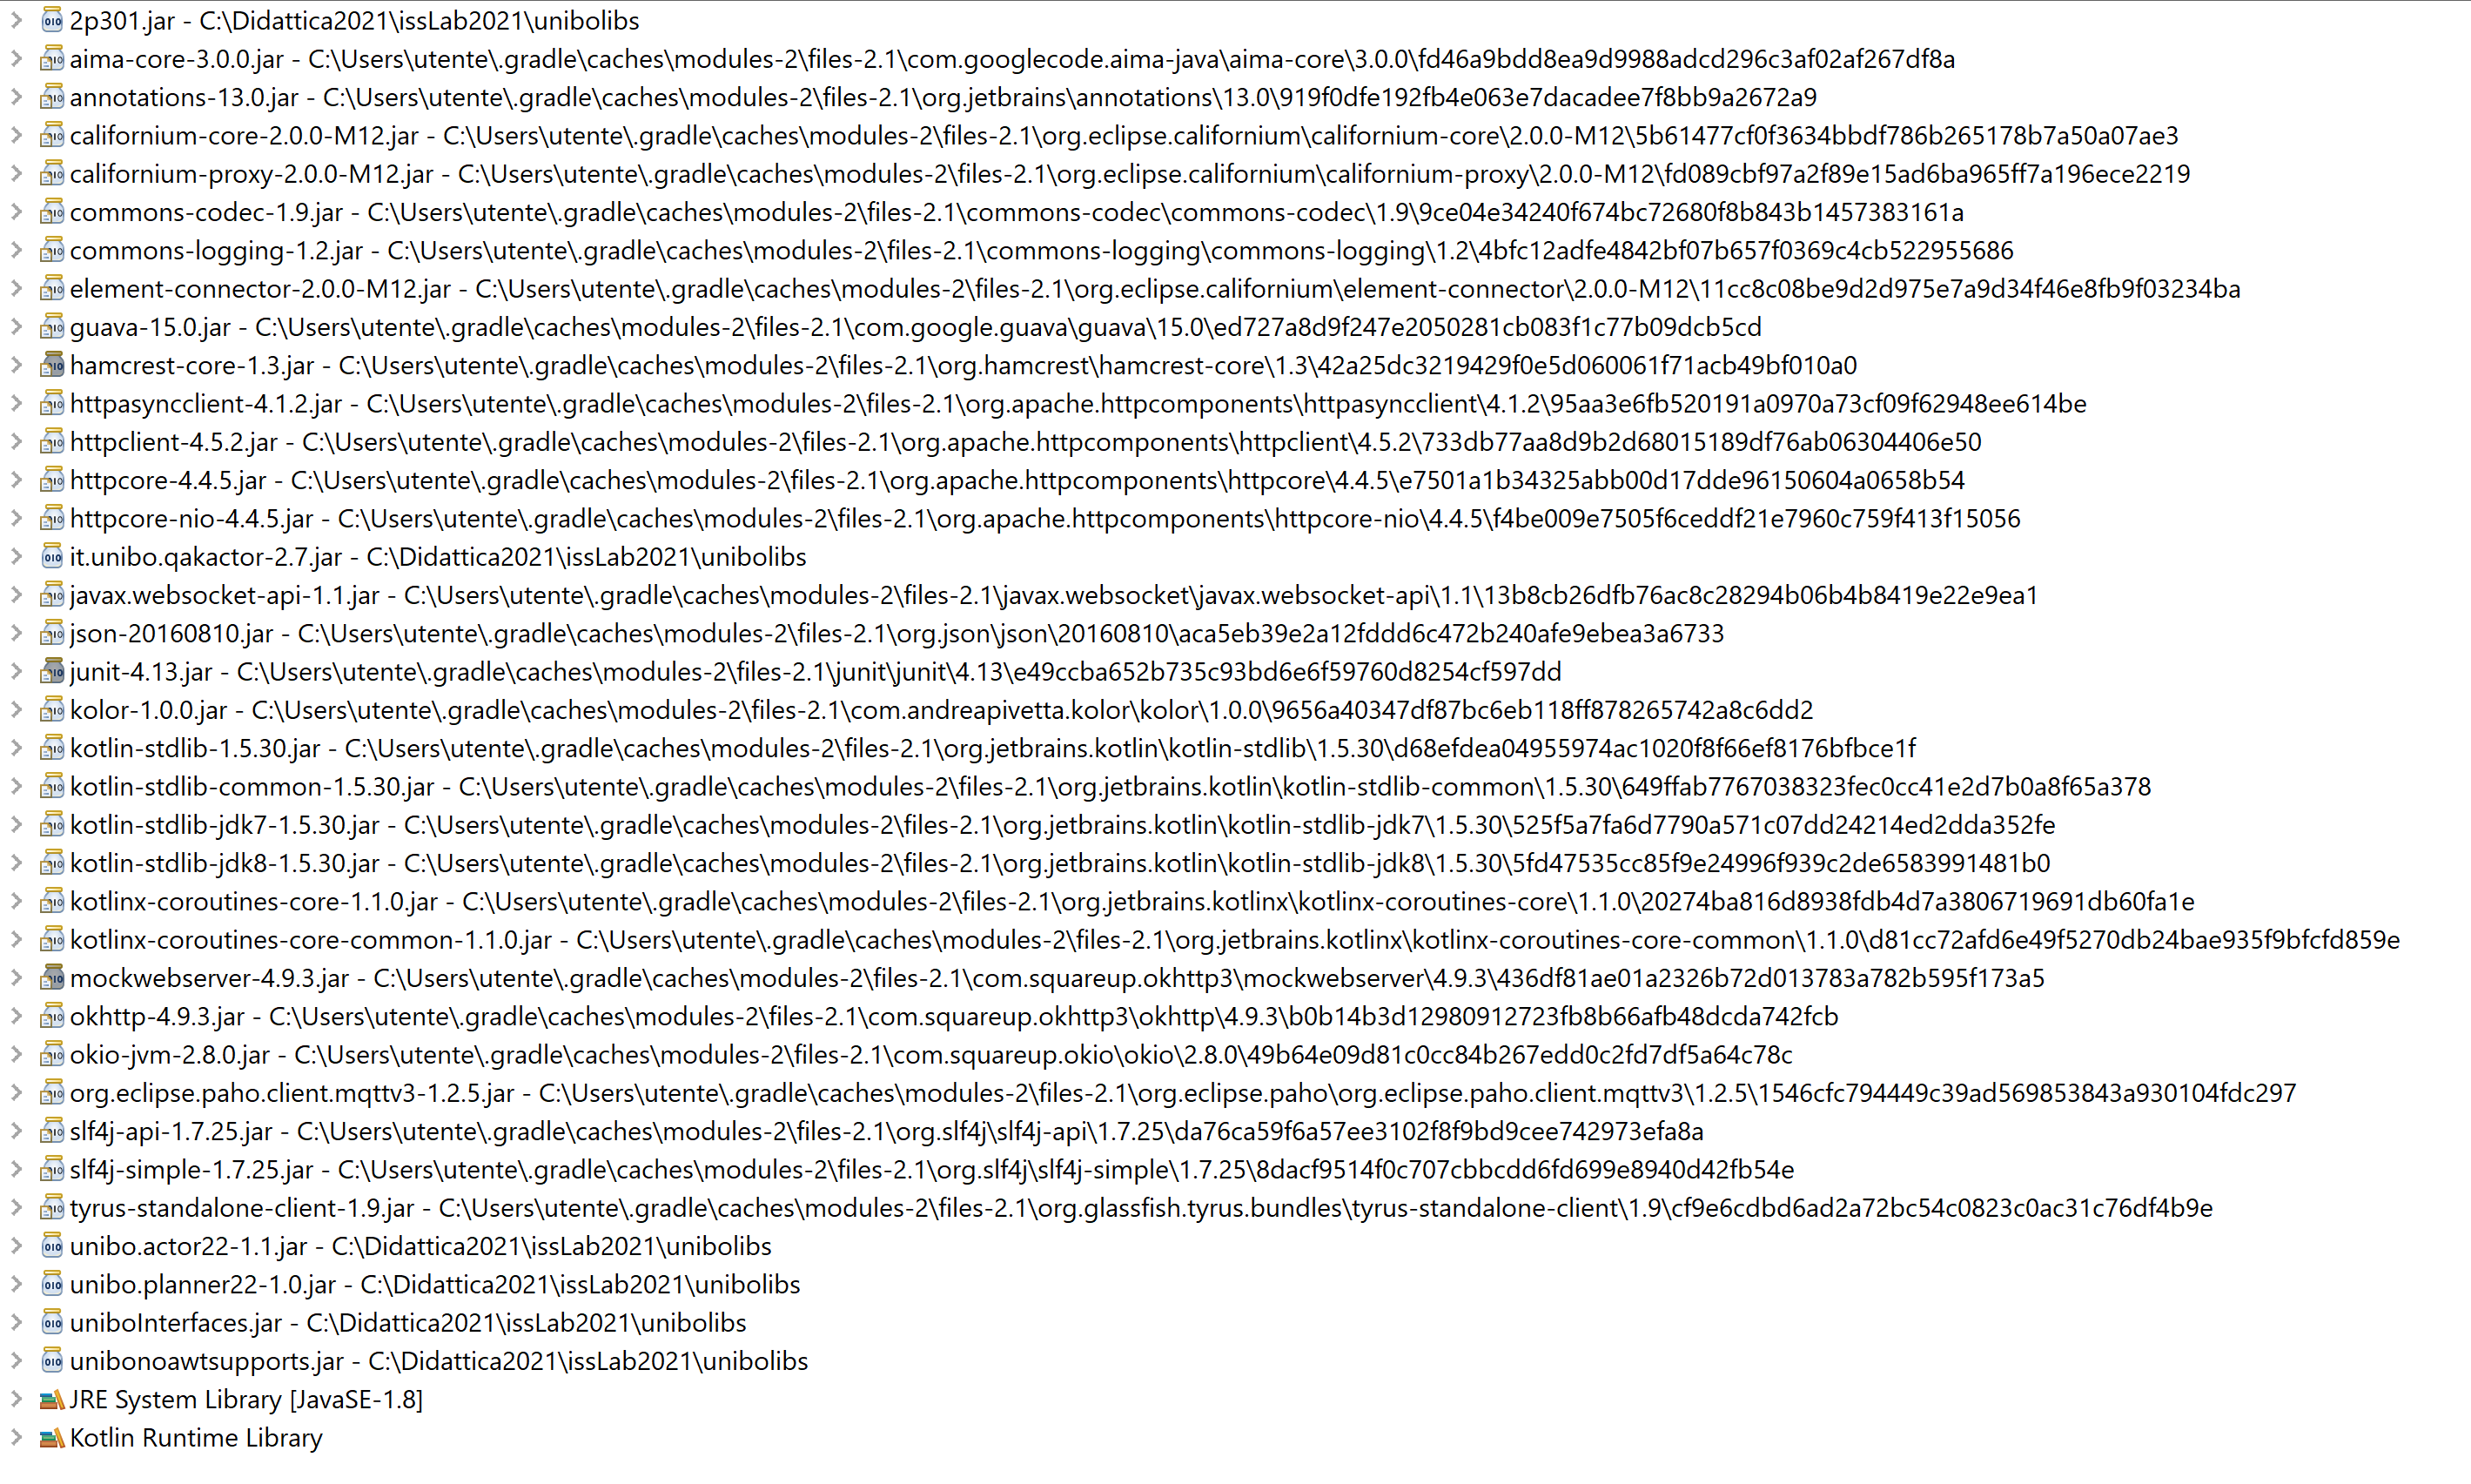 2p301.jar - C:\Didattica2021\issLab2021\unibolibs
aima-core-3.0.0.jar - C:\Users\utente\.gradle\caches\modules-2\files-2.1\com.googlecode.aima-java\aima-core\3.0.0\fd46a9bdd8ea9d9988adcd296c3af02af267df8a
annotations-13.0.jar - C:\Users\utente\.gradle\caches\modules-2\files-2.1\org.jetbrains\annotations\13.0\919f0dfe192fb4e063e7dacadee7f8bb9a2672a9
californium-core-2.0.0-M12.jar - C:\Users\utente\.gradle\caches\modules-2\files-2.1\org.eclipse.californium\californium-core\2.0.0-M12\5b61477cf0f3634bbdf786b265178b7a50a07ae3
californium-proxy-2.0.0-M12.jar - C:\Users\utente\.gradle\caches\modules-2\files-2.1\org.eclipse.californium\californium-proxy\2.0.0-M12\fd089cbf97a2f89e15ad6ba965ff7a196ece2219
commons-codec-1.9.jar - C:\Users\utente\.gradle\caches\modules-2\files-2.1\commons-codec\commons-codec\1.9\9ce04e34240f674bc72680f8b843b1457383161a
commons-logging-1.2.jar - C:\Users\utente\.gradle\caches\modules-2\files-2.1\commons-logging\commons-logging\1.2\4bfc12adfe4842bf07b657f0369c4cb522955686
element-connector-2.0.0-M12.jar - C:\Users\utente\.gradle\caches\modules-2\files-2.1\org.eclipse.californium\element-connector\2.0.0-M12\11cc8c08be9d2d975e7a9d34f46e8fb9f03234ba
guava-15.0.jar - C:\Users\utente\.gradle\caches\modules-2\files-2.1\com.google.guava\guava\15.0\ed727a8d9f247e2050281cb083f1c77b09dcb5cd
hamcrest-core-1.3.jar - C:\Users\utente\.gradle\caches\modules-2\files-2.1\org.hamcrest\hamcrest-core\1.3\42a25dc3219429f0e5d060061f71acb49bf010a0
httpasyncclient-4.1.2.jar - C:\Users\utente\.gradle\caches\modules-2\files-2.1\org.apache.httpcomponents\httpasyncclient\4.1.2\95aa3e6fb520191a0970a73cf09f62948ee614be
httpclient-4.5.2.jar - C:\Users\utente\.gradle\caches\modules-2\files-2.1\org.apache.httpcomponents\httpclient\4.5.2\733db77aa8d9b2d68015189df76ab06304406e50
httpcore-4.4.5.jar - C:\Users\utente\.gradle\caches\modules-2\files-2.1\org.apache.httpcomponents\httpcore\4.4.5\e7501a1b34325abb00d17dde96150604a0658b54
httpcore-nio-4.4.5.jar - C:\Users\utente\.gradle\caches\modules-2\files-2.1\org.apache.httpcomponents\httpcore-nio\4.4.5\f4be009e7505f6ceddf21e7960c759f413f15056
it.unibo.qakactor-2.7.jar - C:\Didattica2021\issLab2021\unibolibs
javax.websocket-api-1.1.jar - C:\Users\utente\.gradle\caches\modules-2\files-2.1\javax.websocket\javax.websocket-api\1.1\13b8cb26dfb76ac8c28294b06b4b8419e22e9ea1
json-20160810.jar - C:\Users\utente\.gradle\caches\modules-2\files-2.1\org.json\json\20160810\aca5eb39e2a12fddd6c472b240afe9ebea3a6733
junit-4.13.jar - C:\Users\utente\.gradle\caches\modules-2\files-2.1\junit\junit\4.13\e49ccba652b735c93bd6e6f59760d8254cf597dd
kolor-1.0.0.jar - C:\Users\utente\.gradle\caches\modules-2\files-2.1\com.andreapivetta.kolor\kolor\1.0.0\9656a40347df87bc6eb118ff878265742a8c6dd2
kotlin-stdlib-1.5.30.jar - C:\Users\utente\.gradle\caches\modules-2\files-2.1\org.jetbrains.kotlin\kotlin-stdlib\1.5.30\d68efdea04955974ac1020f8f66ef8176bfbce1f
kotlin-stdlib-common-1.5.30.jar - C:\Users\utente\.gradle\caches\modules-2\files-2.1\org.jetbrains.kotlin\kotlin-stdlib-common\1.5.30\649ffab7767038323fec0cc41e2d7b0a8f65a378
kotlin-stdlib-jdk7-1.5.30.jar - C:\Users\utente\.gradle\caches\modules-2\files-2.1\org.jetbrains.kotlin\kotlin-stdlib-jdk7\1.5.30\525f5a7fa6d7790a571c07dd24214ed2dda352fe
kotlin-stdlib-jdk8-1.5.30.jar - C:\Users\utente\.gradle\caches\modules-2\files-2.1\org.jetbrains.kotlin\kotlin-stdlib-jdk8\1.5.30\5fd47535cc85f9e24996f939c2de6583991481b0
kotlinx-coroutines-core-1.1.0.jar - C:\Users\utente\.gradle\caches\modules-2\files-2.1\org.jetbrains.kotlinx\kotlinx-coroutines-core\1.1.0\20274ba816d8938fdb4d7a3806719691db60fa1e
kotlinx-coroutines-core-common-1.1.0.jar - C:\Users\utente\.gradle\caches\modules-2\files-2.1\org.jetbrains.kotlinx\kotlinx-coroutines-core-common\1.1.0\d81cc72afd6e49f5270db24bae935f9bfcfd859e
mockwebserver-4.9.3.jar - C:\Users\utente\.gradle\caches\modules-2\files-2.1\com.squareup.okhttp3\mockwebserver\4.9.3\436df81ae01a2326b72d013783a782b595f173a5
okhttp-4.9.3.jar - C:\Users\utente\.gradle\caches\modules-2\files-2.1\com.squareup.okhttp3\okhttp\4.9.3\b0b14b3d12980912723fb8b66afb48dcda742fcb
okio-jvm-2.8.0.jar - C:\Users\utente\.gradle\caches\modules-2\files-2.1\com.squareup.okio\okio\2.8.0\49b64e09d81c0cc84b267edd0c2fd7df5a64c78c
org.eclipse.paho.client.mqttv3-1.2.5.jar - C:\Users\utente\.gradle\caches\modules-2\files-2.1\org.eclipse.paho\org.eclipse.paho.client.mqttv3\1.2.5\1546cfc794449c39ad569853843a930104fdc297
slf4j-api-1.7.25.jar - C:\Users\utente\.gradle\caches\modules-2\files-2.1\org.slf4j\slf4j-api\1.7.25\da76ca59f6a57ee3102f8f9bd9cee742973efa8a
slf4j-simple-1.7.25.jar - C:\Users\utente\.gradle\caches\modules-2\files-2.1\org.slf4j\slf4j-simple\1.7.25\8dacf9514f0c707cbbcdd6fd699e8940d42fb54e
tyrus-standalone-client-1.9.jar - C:\Users\utente\.gradle\caches\modules-2\files-2.1\org.glassfish.tyrus.bundles\tyrus-standalone-client\1.9\cf9e6cdbd6ad2a72bc54c0823c0ac31c76df4b9e
unibo.actor22-1.1.jar - C:\Didattica2021\issLab2021\unibolibs
unibo.planner22-1.0.jar - C:\Didattica2021\issLab2021\unibolibs
uniboInterfaces.jar - C:\Didattica2021\issLab2021\unibolibs
unibonoawtsupports.jar - C:\Didattica2021\issLab2021\unibolibs
JRE System Library [JavaSE-1.8]
Kotlin Runtime Library